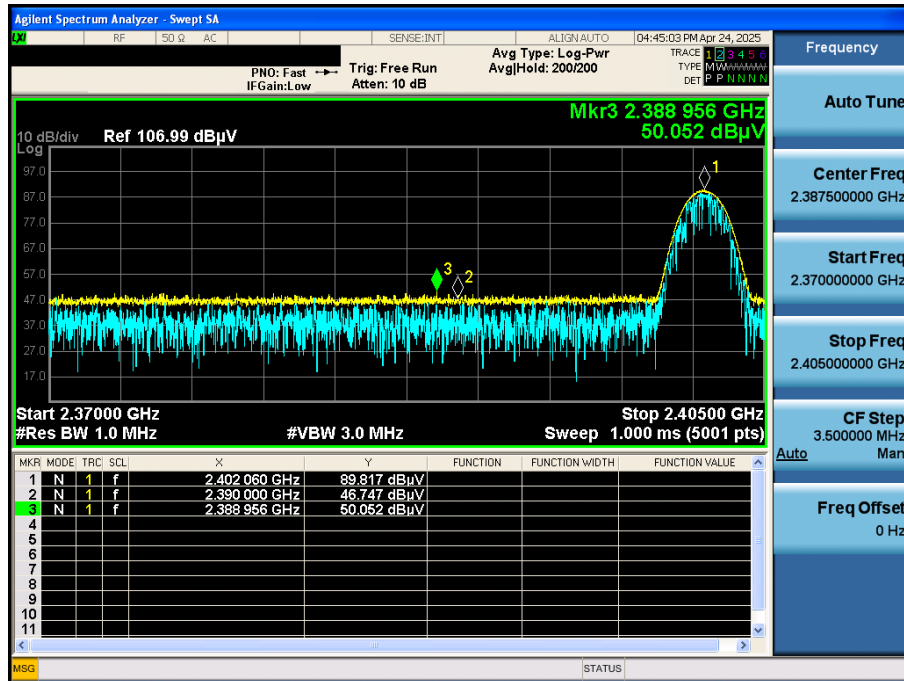 Agilent Spectrum Analyzer - Swept SA
LXI RF 50 Ω AC SENSE:INT ALIGN AUTO 04:45:03 PM Apr 24, 2025
PNO: Fast
IFGain:Low
Trig: Free Run
Atten: 10 dB
Avg Type: Log-Pwr
Avg|Hold: 200/200
TRACE 1 2 3 4 5 6
TYPE M W W W W W
DET P P N N N N
Mkr3 2.388 956 GHz
50.052 dBµV
10 dB/div
Log
Ref 106.99 dBµV
97.0
87.0
77.0
67.0
57.0
47.0
37.0
27.0
17.0
1
3
2
Start 2.37000 GHz
Stop 2.40500 GHz
#Res BW 1.0 MHz
#VBW 3.0 MHz
Sweep 1.000 ms (5001 pts)
MKR MODE TRC SCL X Y FUNCTION FUNCTION WIDTH FUNCTION VALUE
1 N 1 f 2.402 060 GHz 89.817 dBµV
2 N 1 f 2.390 000 GHz 46.747 dBµV
3 N 1 f 2.388 956 GHz 50.052 dBµV
4
5
6
7
8
9
10
11
MSG
STATUS
Frequency
Auto Tune
Center Freq
2.387500000 GHz
Start Freq
2.370000000 GHz
Stop Freq
2.405000000 GHz
CF Step
3.500000 MHz
Auto Man
Freq Offset
0 Hz